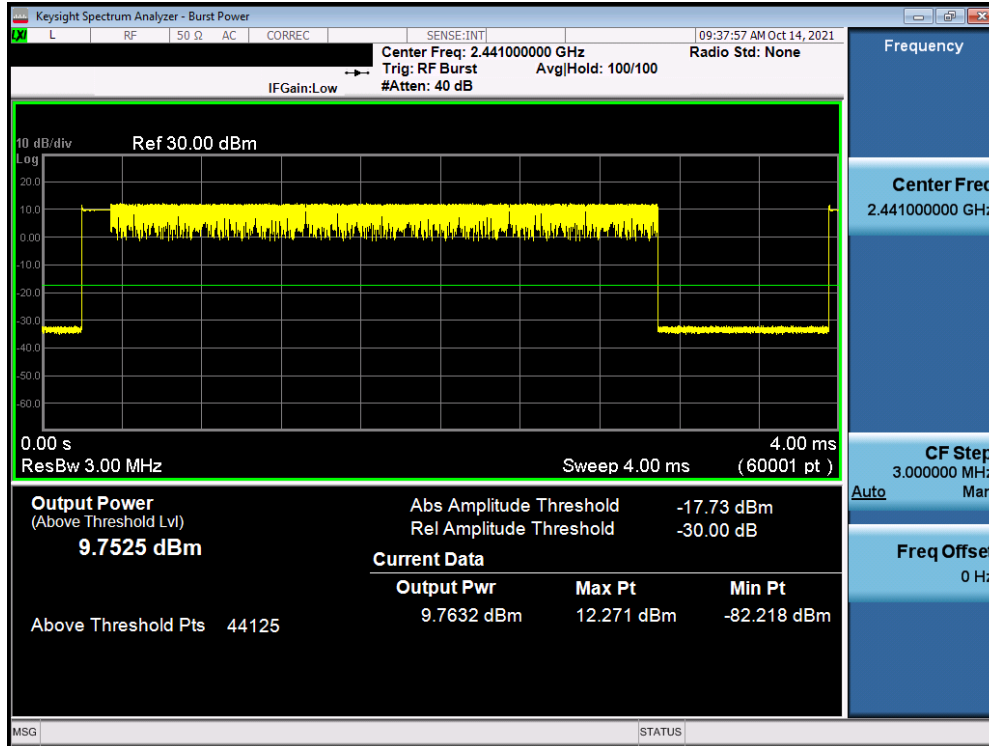 Keysight Spectrum Analyzer - Burst Power
LXI L RF 50 Ω AC CORREC SENSE:INT 09:37:57 AM Oct 14, 2021
Center Freq: 2.441000000 GHz Radio Std: None
Trig: RF Burst Avg|Hold: 100/100
IFGain:Low #Atten: 40 dB
Frequency
10 dB/div Ref 30.00 dBm
Log
20.0
10.0
0.00
-10.0
-20.0
-30.0
-40.0
-50.0
-60.0
0.00 s 4.00 ms
ResBw 3.00 MHz Sweep 4.00 ms (60001 pt)
Center Freq
2.441000000 GHz
CF Step
3.000000 MHz
Auto Man
Freq Offset
0 Hz
Output Power
(Above Threshold Lvl)
9.7525 dBm
Above Threshold Pts 44125
Abs Amplitude Threshold -17.73 dBm
Rel Amplitude Threshold -30.00 dB
Current Data
Output Pwr Max Pt Min Pt
9.7632 dBm 12.271 dBm -82.218 dBm
MSG STATUS